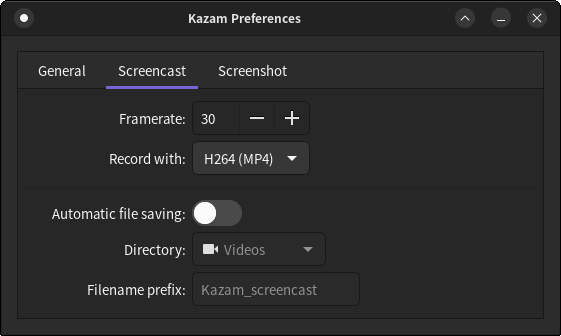 Kazam Preferences
General Screencast Screenshot
Framerate: 30
Record with: H264 (MP4)
Automatic file saving:
Directory: Videos
Filename prefix: Kazam_screencast